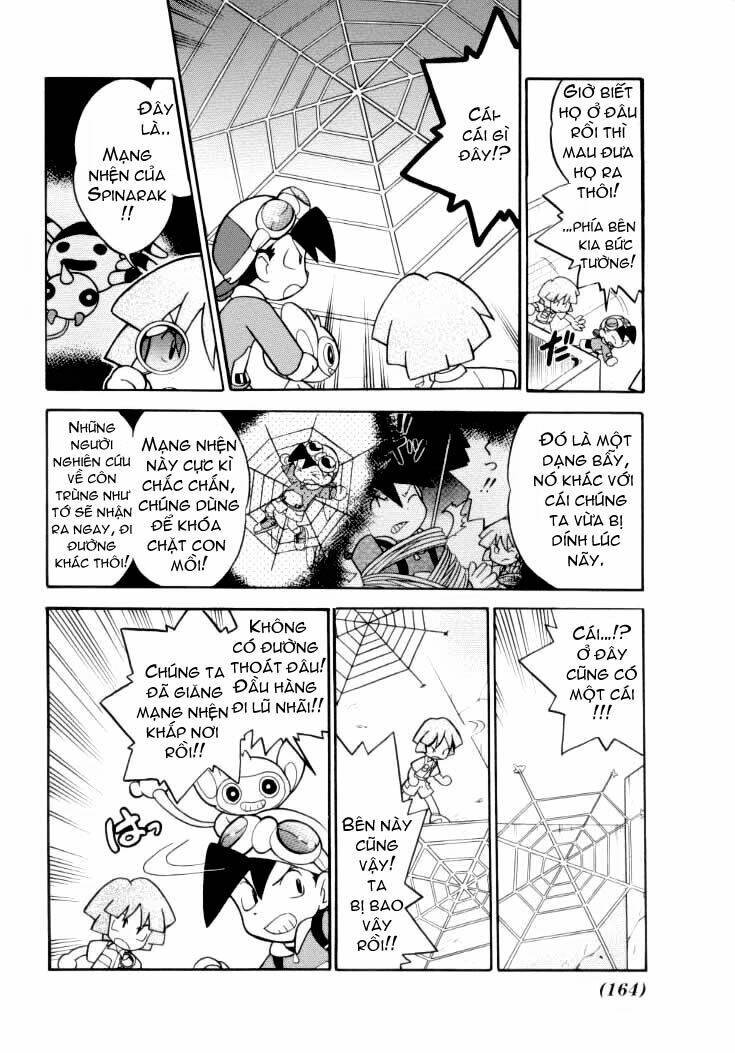 GIỜ BIẾT
HỌ Ở ĐÂU
RỒI THÌ
MAU ĐƯA
HỌ RA
THÔI!
...PHÍA BÊN
KIA BỨC
TƯỜNG!
だっ
CÁI-
CÁI GÌ
ĐÂY!?
ĐÂY
LÀ..
MẠNG
NHỆN CỦA
SPINARAK
!!
ĐÓ LÀ MỘT
DẠNG BẪY,
NÓ KHÁC VỚI
CÁI CHÚNG
TA VỪA BỊ
DÍNH LÚC
NÃY.
MẠNG NHỆN
NÀY CỰC KÌ
CHẮC CHẮN,
CHÚNG DÙNG
ĐỂ KHÓA
CHẶT CON
MỒI!
NHỮNG
NGƯỜI
NGHIÊN CỨU
VỀ CÔN
TRÙNG NHƯ
TỚ SẼ NHẬN
RA NGAY, ĐI
ĐƯỜNG
KHÁC THÔI!
CÁI...!?
Ở ĐÂY
CŨNG CÓ
MỘT CÁI
!!!
BÊN NÀY
CŨNG
VẬY!
TA
BỊ BAO
VÂY
RỒI!!
KHÔNG
CÓ ĐƯỜNG
THOÁT ĐÂU!
ĐẦU HÀNG
ĐI LŨ NHÃI!!
CHÚNG TA
ĐÃ GIĂNG
MẠNG NHỆN
KHẮP NƠI
RỒI!!
はっ
(164)